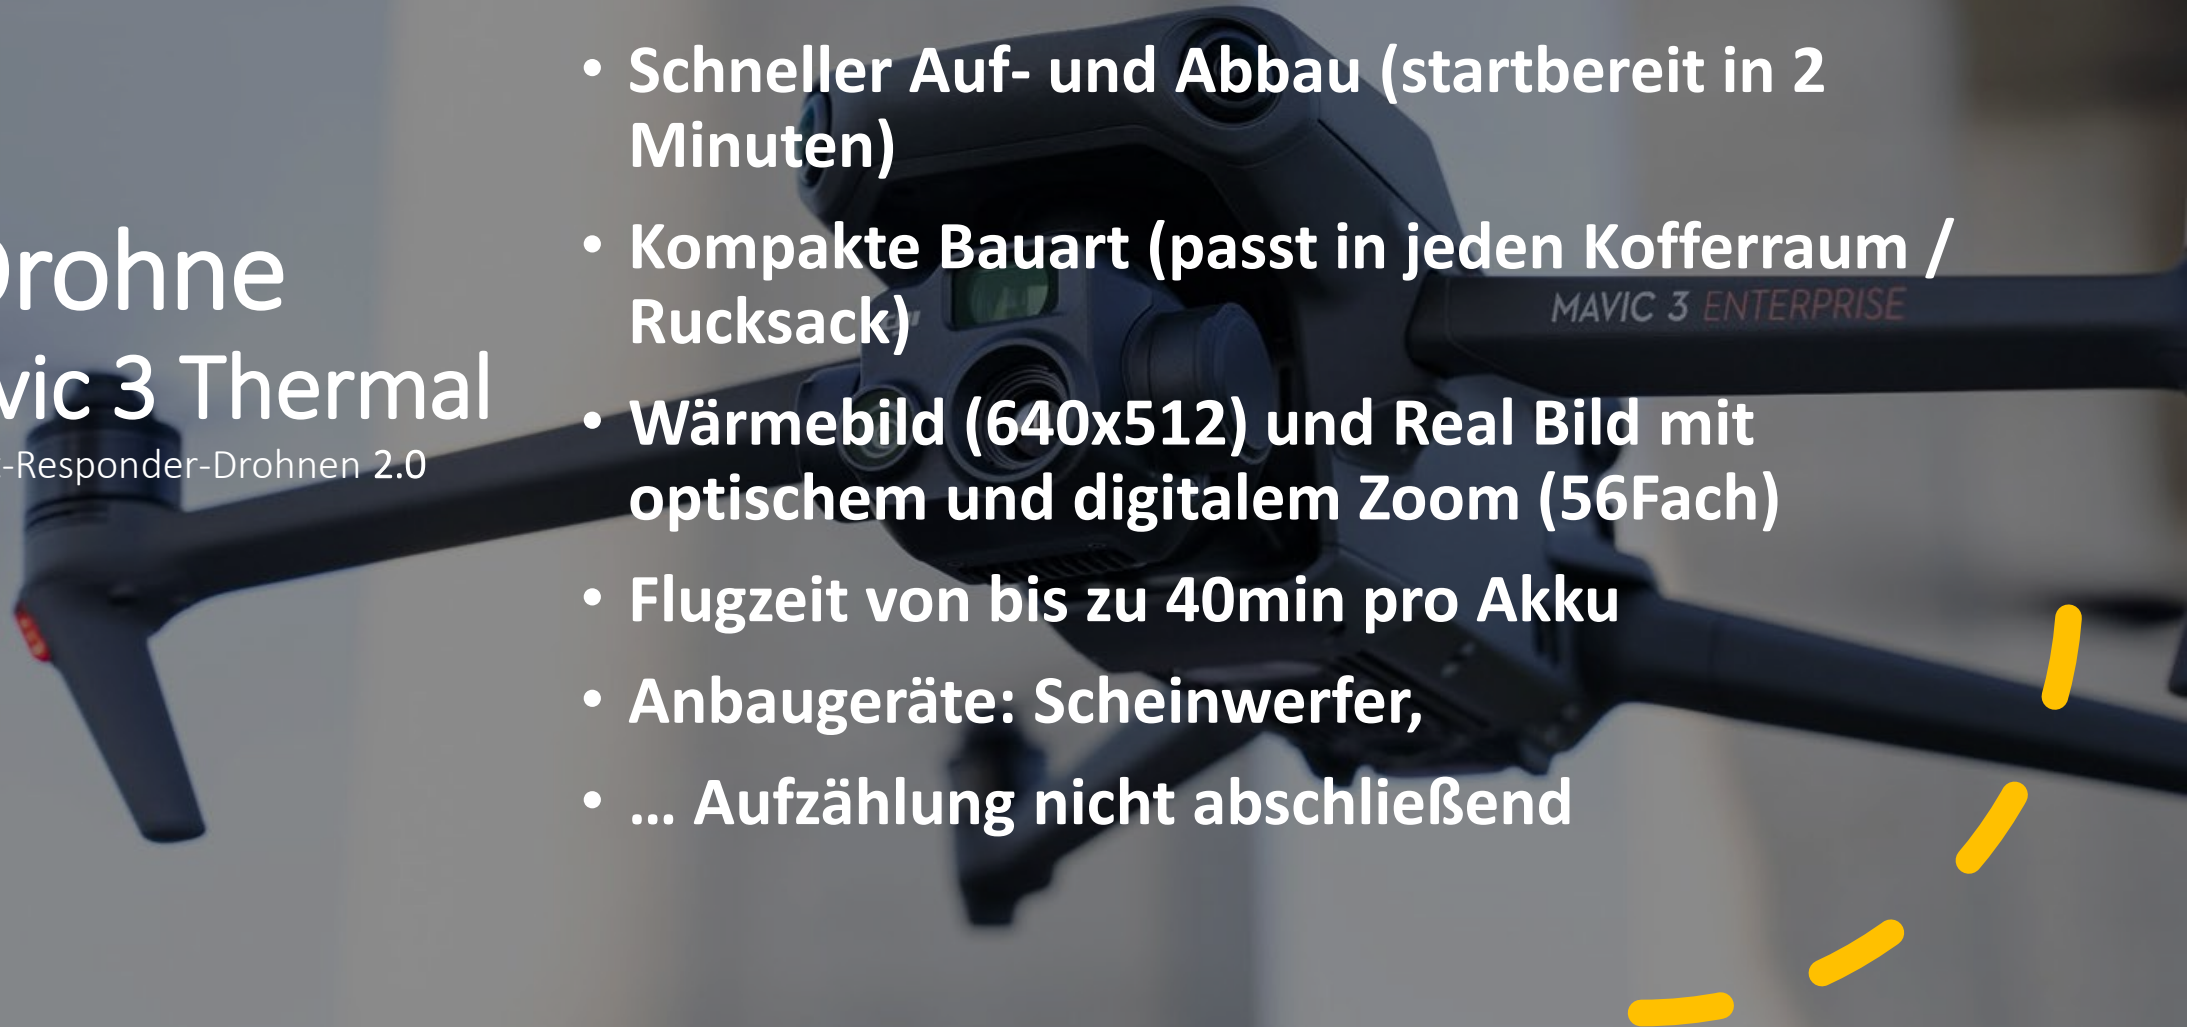 Drohne
vic 3 Thermal
-Responder-Drohnen 2.0
• Schneller Auf- und Abbau (startbereit in 2
Minuten)
• Kompakte Bauart (passt in jeden Kofferraum /
Rucksack)
• Wärmebild (640x512) und Real Bild mit
optischem und digitalem Zoom (56Fach)
• Flugzeit von bis zu 40min pro Akku
• Anbaugeräte: Scheinwerfer,
• ... Aufzählung nicht abschließend
MAVIC 3 ENTERPRISE
dji